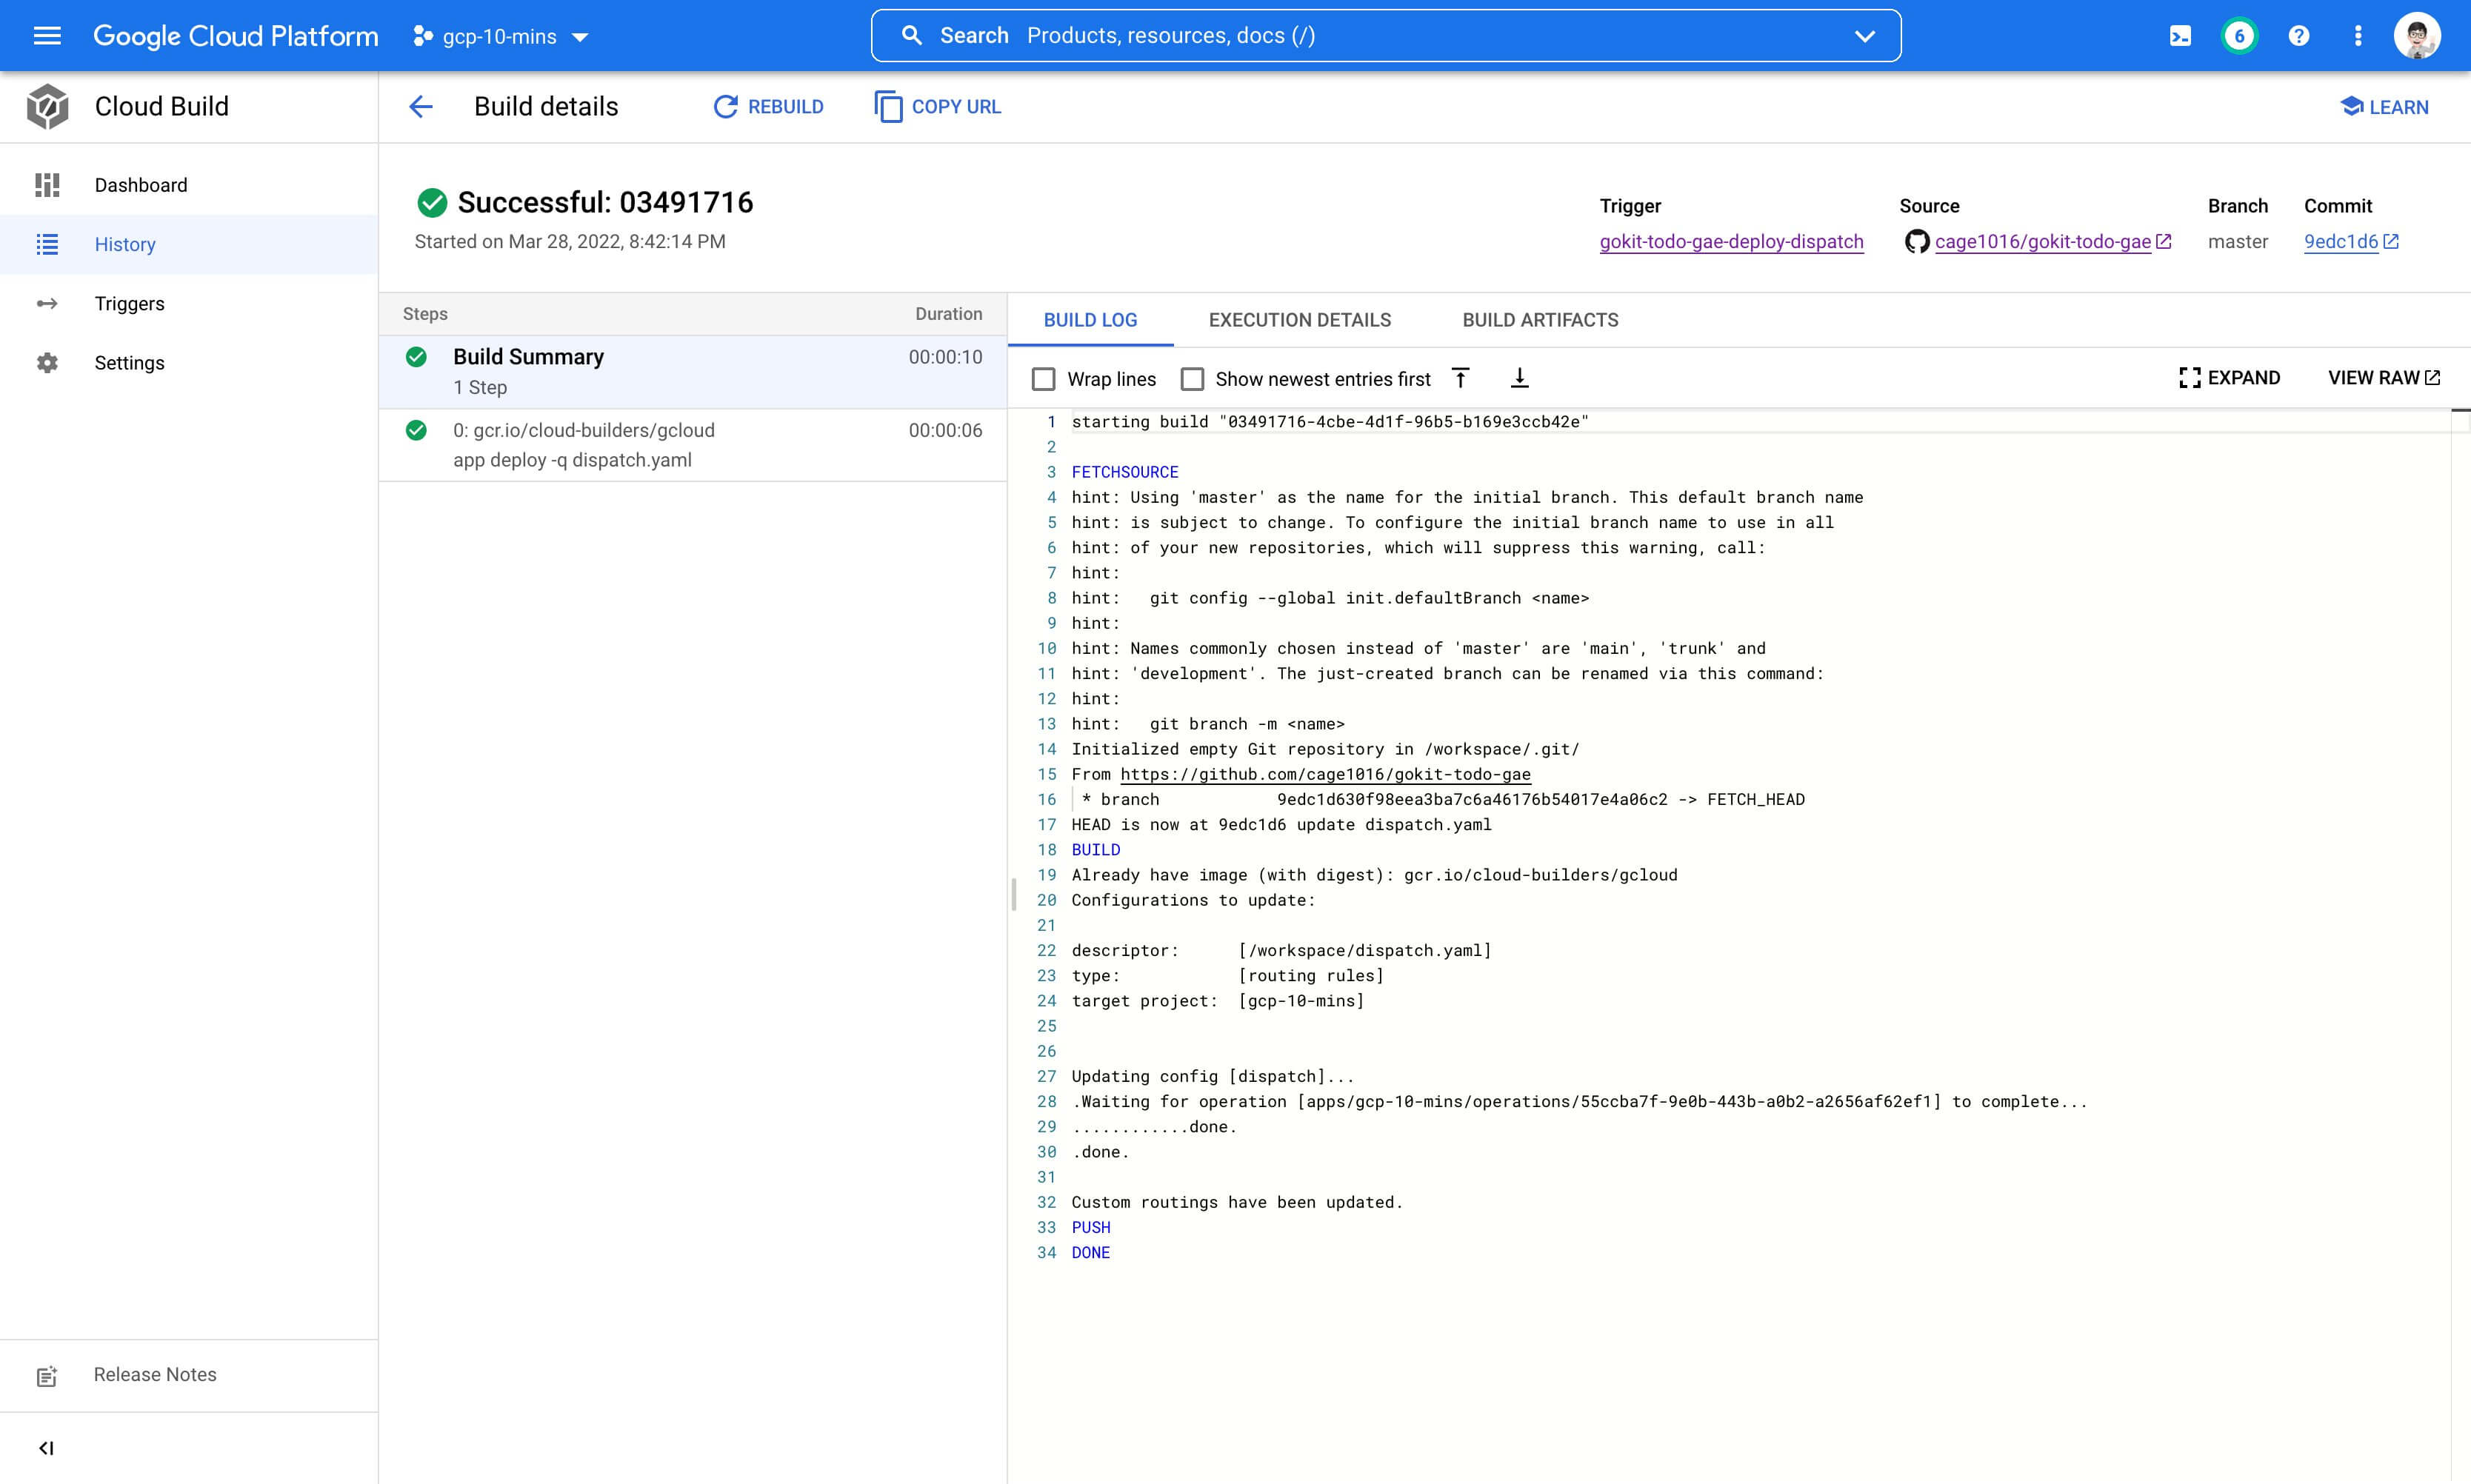 Google Cloud Platform
gcp-10-mins
Search Products, resources, docs (/)
6
Cloud Build
Build details
REBUILD
COPY URL
LEARN
Dashboard
History
Triggers
Settings
Release Notes
Successful: 03491716
Started on Mar 28, 2022, 8:42:14 PM
Trigger
gokit-todo-gae-deploy-dispatch
Source
cage1016/gokit-todo-gae
Branch
master
Commit
9edc1d6
Steps Duration
Build Summary 00:00:10
1 Step
0: gcr.io/cloud-builders/gcloud 00:00:06
app deploy -q dispatch.yaml
BUILD LOG EXECUTION DETAILS BUILD ARTIFACTS
Wrap lines Show newest entries first EXPAND VIEW RAW
1 starting build "03491716-4cbe-4d1f-96b5-b169e3ccb42e"
2
3 FETCHSOURCE
4 hint: Using 'master' as the name for the initial branch. This default branch name
5 hint: is subject to change. To configure the initial branch name to use in all
6 hint: of your new repositories, which will suppress this warning, call:
7 hint:
8 hint:   git config --global init.defaultBranch <name>
9 hint:
10 hint: Names commonly chosen instead of 'master' are 'main', 'trunk' and
11 hint: 'development'. The just-created branch can be renamed via this command:
12 hint:
13 hint:   git branch -m <name>
14 Initialized empty Git repository in /workspace/.git/
15 From https://github.com/cage1016/gokit-todo-gae
16  * branch            9edc1d630f98eea3ba7c6a46176b54017e4a06c2 -> FETCH_HEAD
17 HEAD is now at 9edc1d6 update dispatch.yaml
18 BUILD
19 Already have image (with digest): gcr.io/cloud-builders/gcloud
20 Configurations to update:
21
22 descriptor:      [/workspace/dispatch.yaml]
23 type:            [routing rules]
24 target project:  [gcp-10-mins]
25
26
27 Updating config [dispatch]...
28 .Waiting for operation [apps/gcp-10-mins/operations/55ccba7f-9e0b-443b-a0b2-a2656af62ef1] to complete...
29 ............done.
30 .done.
31
32 Custom routings have been updated.
33 PUSH
34 DONE